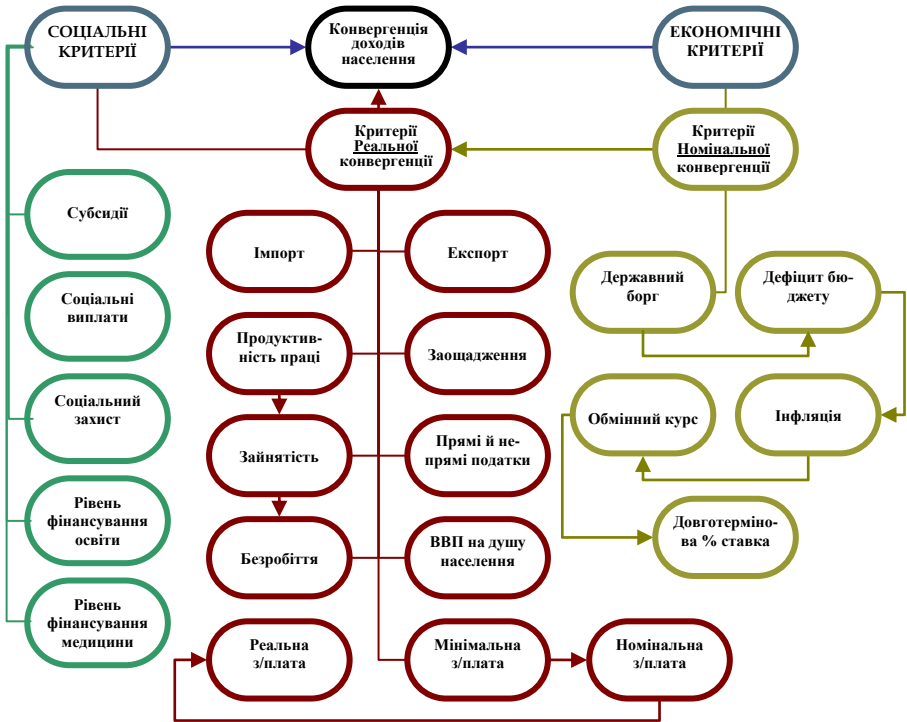 СОЦІАЛЬНІ
КРИТЕРІЇ
Конвергенція
доходів
населення
ЕКОНОМІЧНІ
КРИТЕРІЇ
Критерії
Реальної
конвергенції
Критерії
Номінальної
конвергенції
Субсидії
Соціальні
виплати
Соціальний
захист
Рівень
фінансування
освіти
Рівень
фінансування
медицини
Імпорт
Експорт
Продуктив-
ність праці
Заощадження
Зайнятість
Прямі й не-
прямі податки
Безробіття
ВВП на душу
населення
Реальна
з/плата
Мінімальна
з/плата
Номінальна
з/плата
Державний
борг
Дефіцит бю-
джету
Обмінний курс
Інфляція
Довготерміно-
ва % ставка